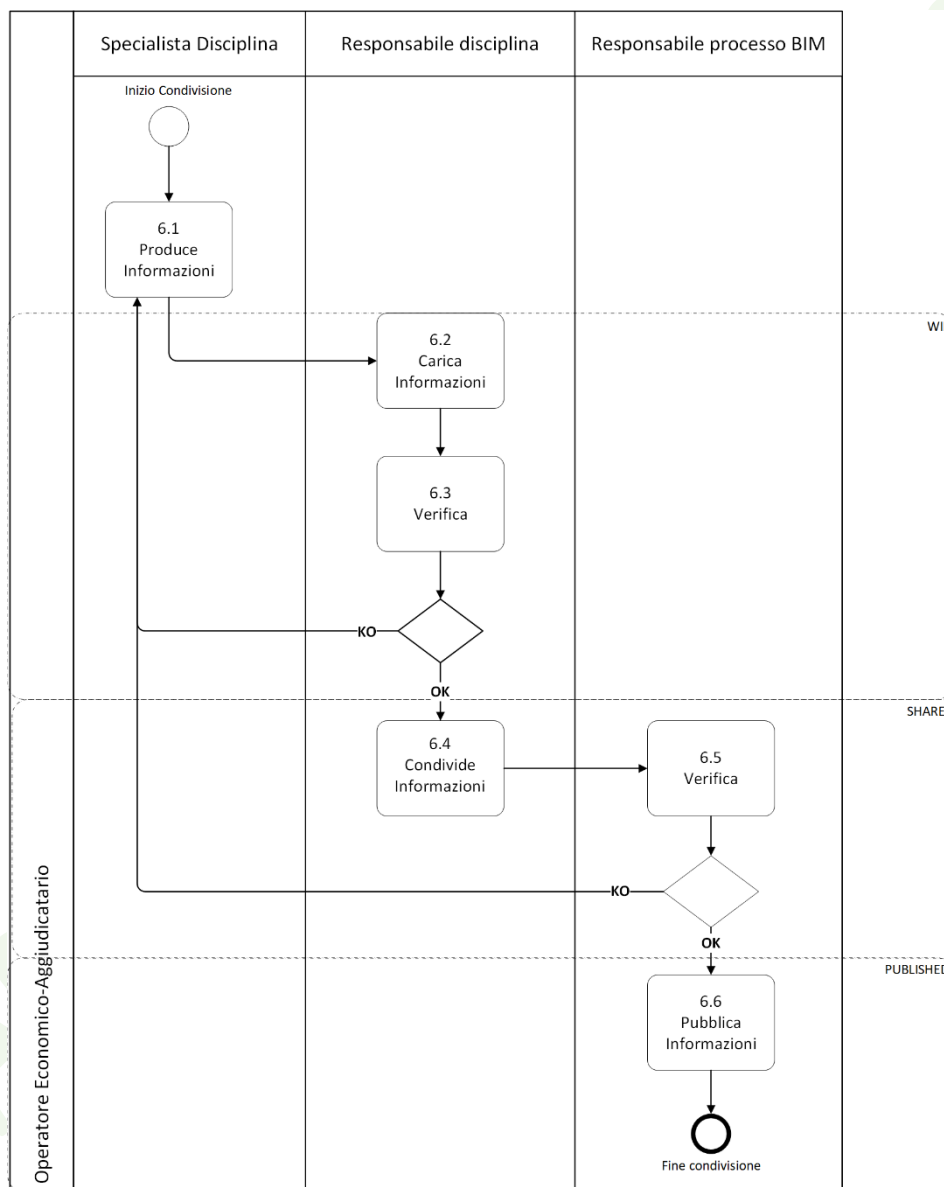 Specialista Disciplina
Responsabile disciplina
Responsabile processo BIM
Inizio Condivisione
6.1
Produce
Informazioni
WI
6.2
Carica
Informazioni
6.3
Verifica
KO
OK
SHARE
6.4
Condivide
Informazioni
6.5
Verifica
KO
OK
PUBLISHED
6.6
Pubblica
Informazioni
Fine condivisione
Operatore Economico-Aggiudicatario